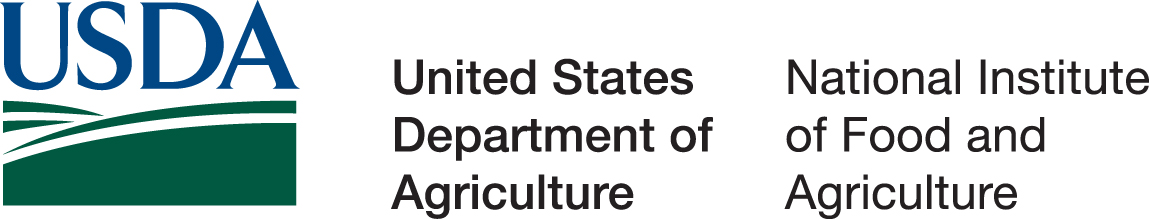 USDA
United States
Department of
Agriculture
National Institute
of Food and
Agriculture